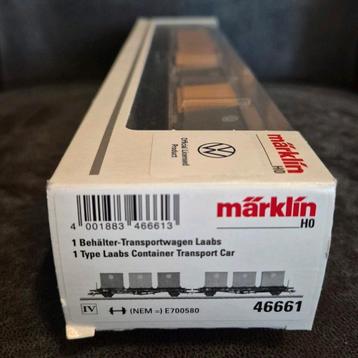 märklin
H0
Official Licensed
Product
märklin
H0
4 001883 466613
1 Behälter-Transportwagen Laabs
1 Type Laabs Container Transport Car
IV
(NEM =) E700580
46661